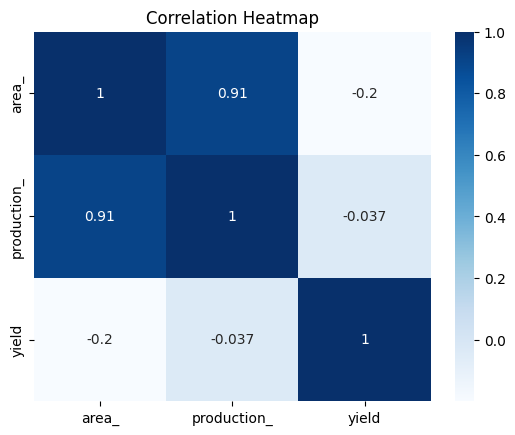 Correlation Heatmap
area_
1
0.91
-0.2
production_
0.91
1
-0.037
yield
-0.2
-0.037
1
area_
production_
yield
1.0
0.8
0.6
0.4
0.2
0.0